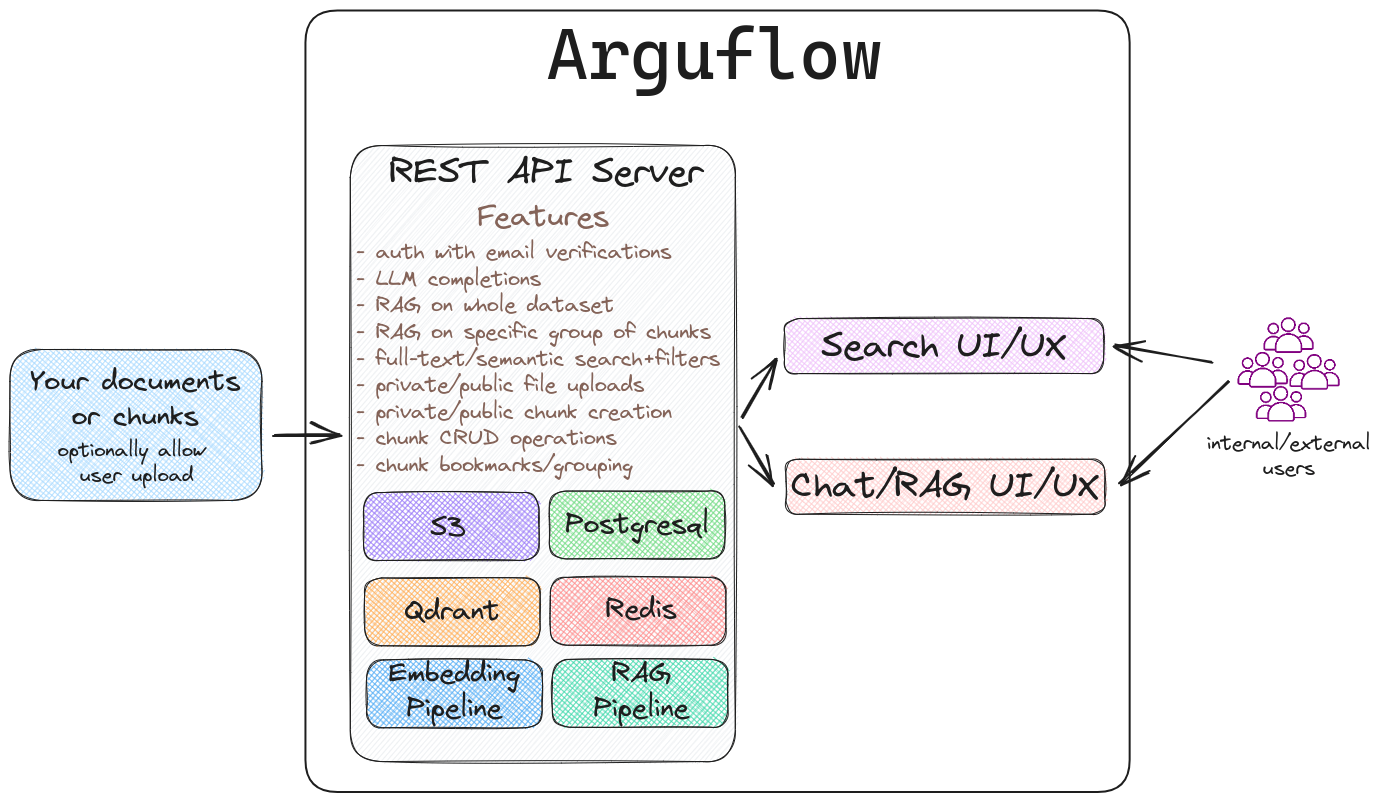 Arguflow
REST API Server
Features
- auth with email verifications
- LLM completions
- RAG on whole dataset
- RAG on specific group of chunks
- full-text/semantic search+filters
- private/public file uploads
- private/public chunk creation
- chunk CRUD operations
- chunk bookmarks/grouping
S3
Postgresql
Qdrant
Redis
Embedding
Pipeline
RAG
Pipeline
Your documents
or chunks
optionally allow
user upload
Search UI/UX
Chat/RAG UI/UX
internal/external
users